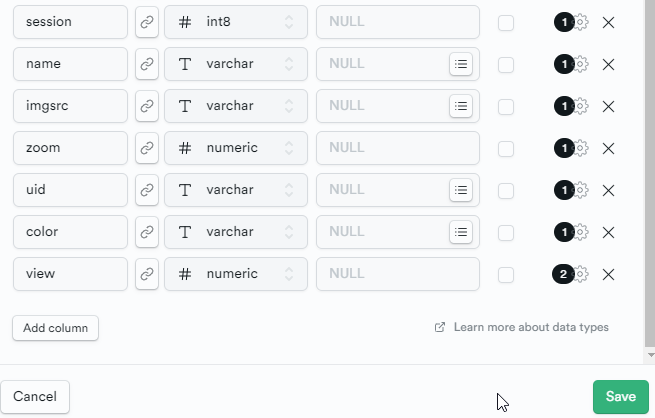 session # int8 NULL 1
name T varchar NULL 1
imgsrc T varchar NULL 1
zoom # numeric NULL 1
uid T varchar NULL 1
color T varchar NULL 1
view # numeric NULL 2
Add column Learn more about data types
Cancel Save